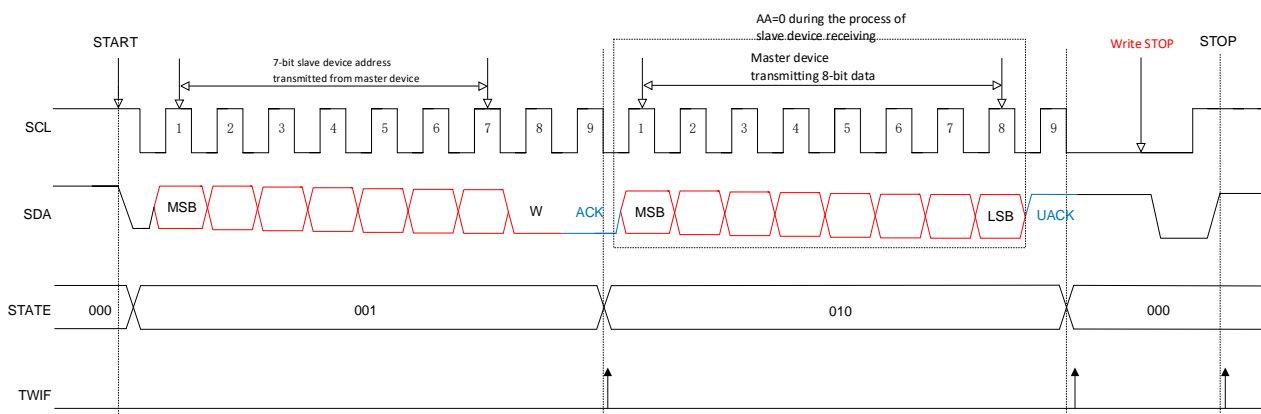 AA=0 during the process of
slave device receiving
START
7-bit slave device address
transmitted from master device
Master device
transmitting 8-bit data
Write STOP
STOP
SCL
1 2 3 4 5 6 7 8 9 1 2 3 4 5 6 7 8 9
SDA
MSB W ACK MSB LSB UACK
STATE
000 001 010 000
TWIF